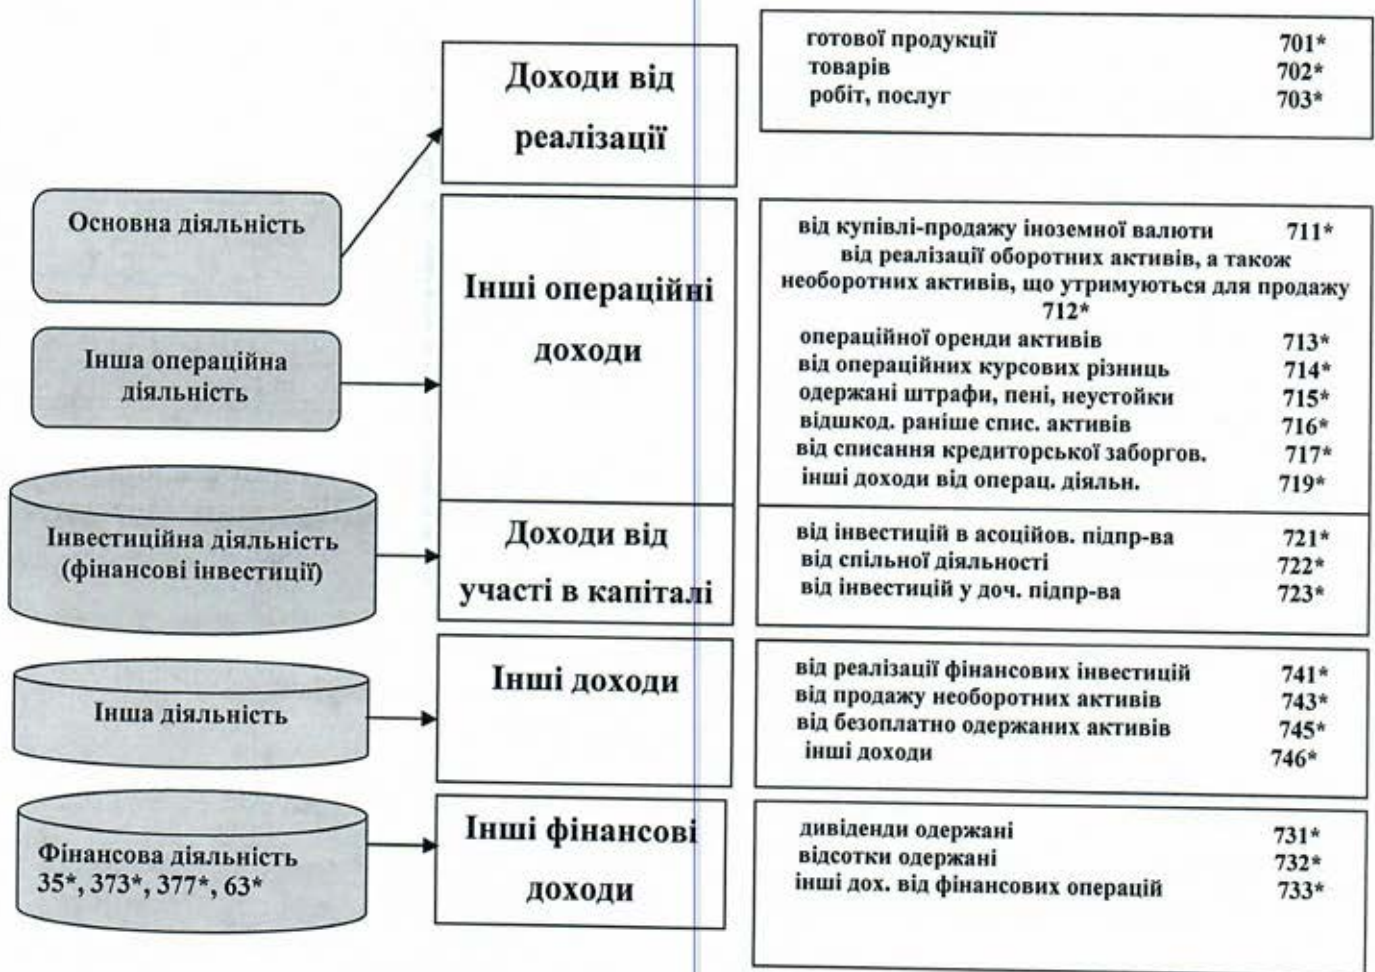 готової продукції 701*
товарів 702*
робіт, послуг 703*
Доходи від
реалізації
Основна діяльність
від купівлі-продажу іноземної валюти 711*
від реалізації оборотних активів, а також
необоротних активів, що утримуються для продажу
712*
операційної оренди активів 713*
від операційних курсових різниць 714*
одержані штрафи, пені, неустойки 715*
відшкод. раніше спис. активів 716*
від списання кредиторської заборгов. 717*
інші доходи від операц. діяльн. 719*
Інші операційні
доходи
Інша операційна
діяльність
Інвестиційна діяльність
(фінансові інвестиції)
Доходи від
участі в капіталі
від інвестицій в асоційов. підпр-ва 721*
від спільної діяльності 722*
від інвестицій у доч. підпр-ва 723*
Інша діяльність
Інші доходи
від реалізації фінансових інвестицій 741*
від продажу необоротних активів 743*
від безоплатно одержаних активів 745*
інші доходи 746*
Фінансова діяльність
35*, 373*, 377*, 63*
Інші фінансові
доходи
дивіденди одержані 731*
відсотки одержані 732*
інші дох. від фінансових операцій 733*